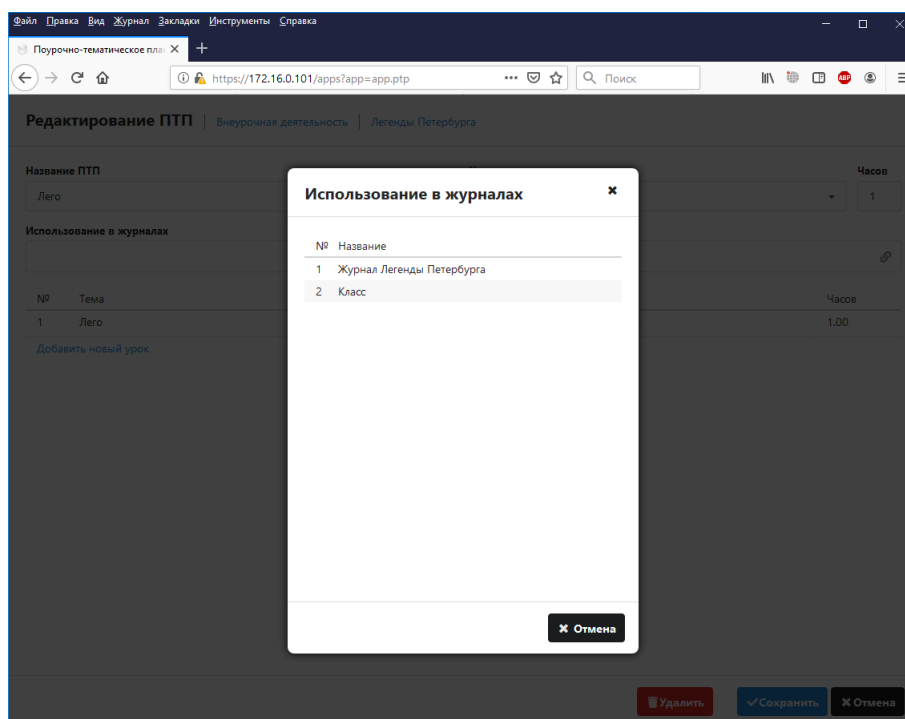 Файл Правка Вид Журнал Закладки Инструменты Справка
Поурочно-тематическое пла
https://172.16.0.101/apps?app=app.ptp
Поиск
ABP
Редактирование ПТП | Внеурочная деятельность | Легенды Петербурга
Название ПТП
Часов
Лего
1
Использование в журналах
№ Тема Часов
1 Лего 1.00
Добавить новый урок
Использование в журналах
№ Название
1 Журнал Легенды Петербурга
2 Класс
Отмена
Удалить Сохранить Отмена